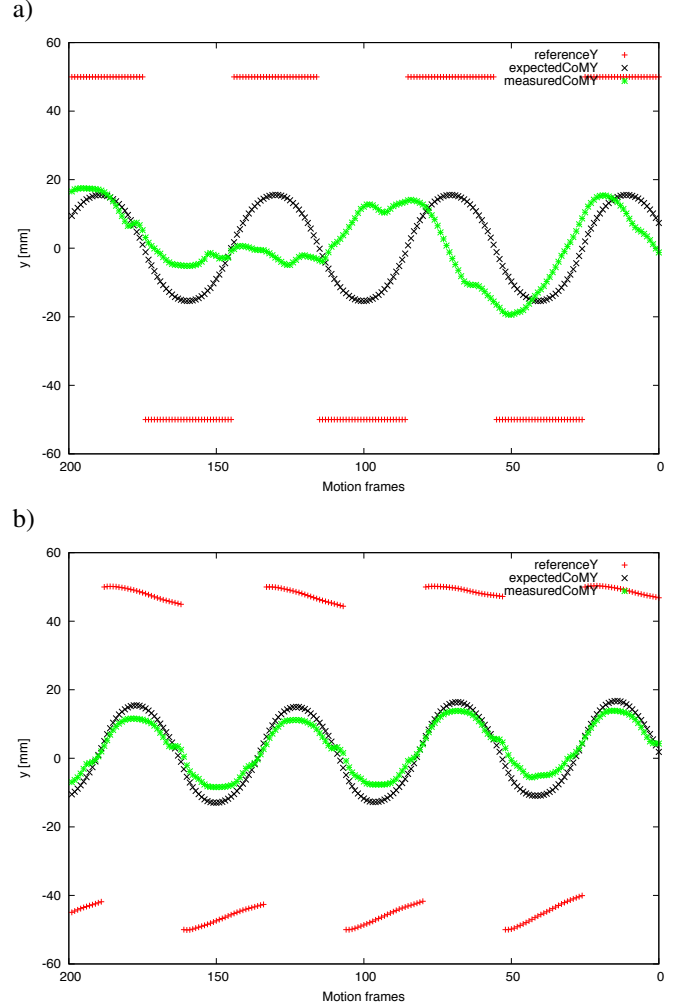 a)
60
40
20
0
-20
-40
-60
y [mm]
referenceY
expectedCoMY
measuredCoMY
200
150
100
50
0
Motion frames
b)
60
40
20
0
-20
-40
-60
y [mm]
referenceY
expectedCoMY
measuredCoMY
200
150
100
50
0
Motion frames